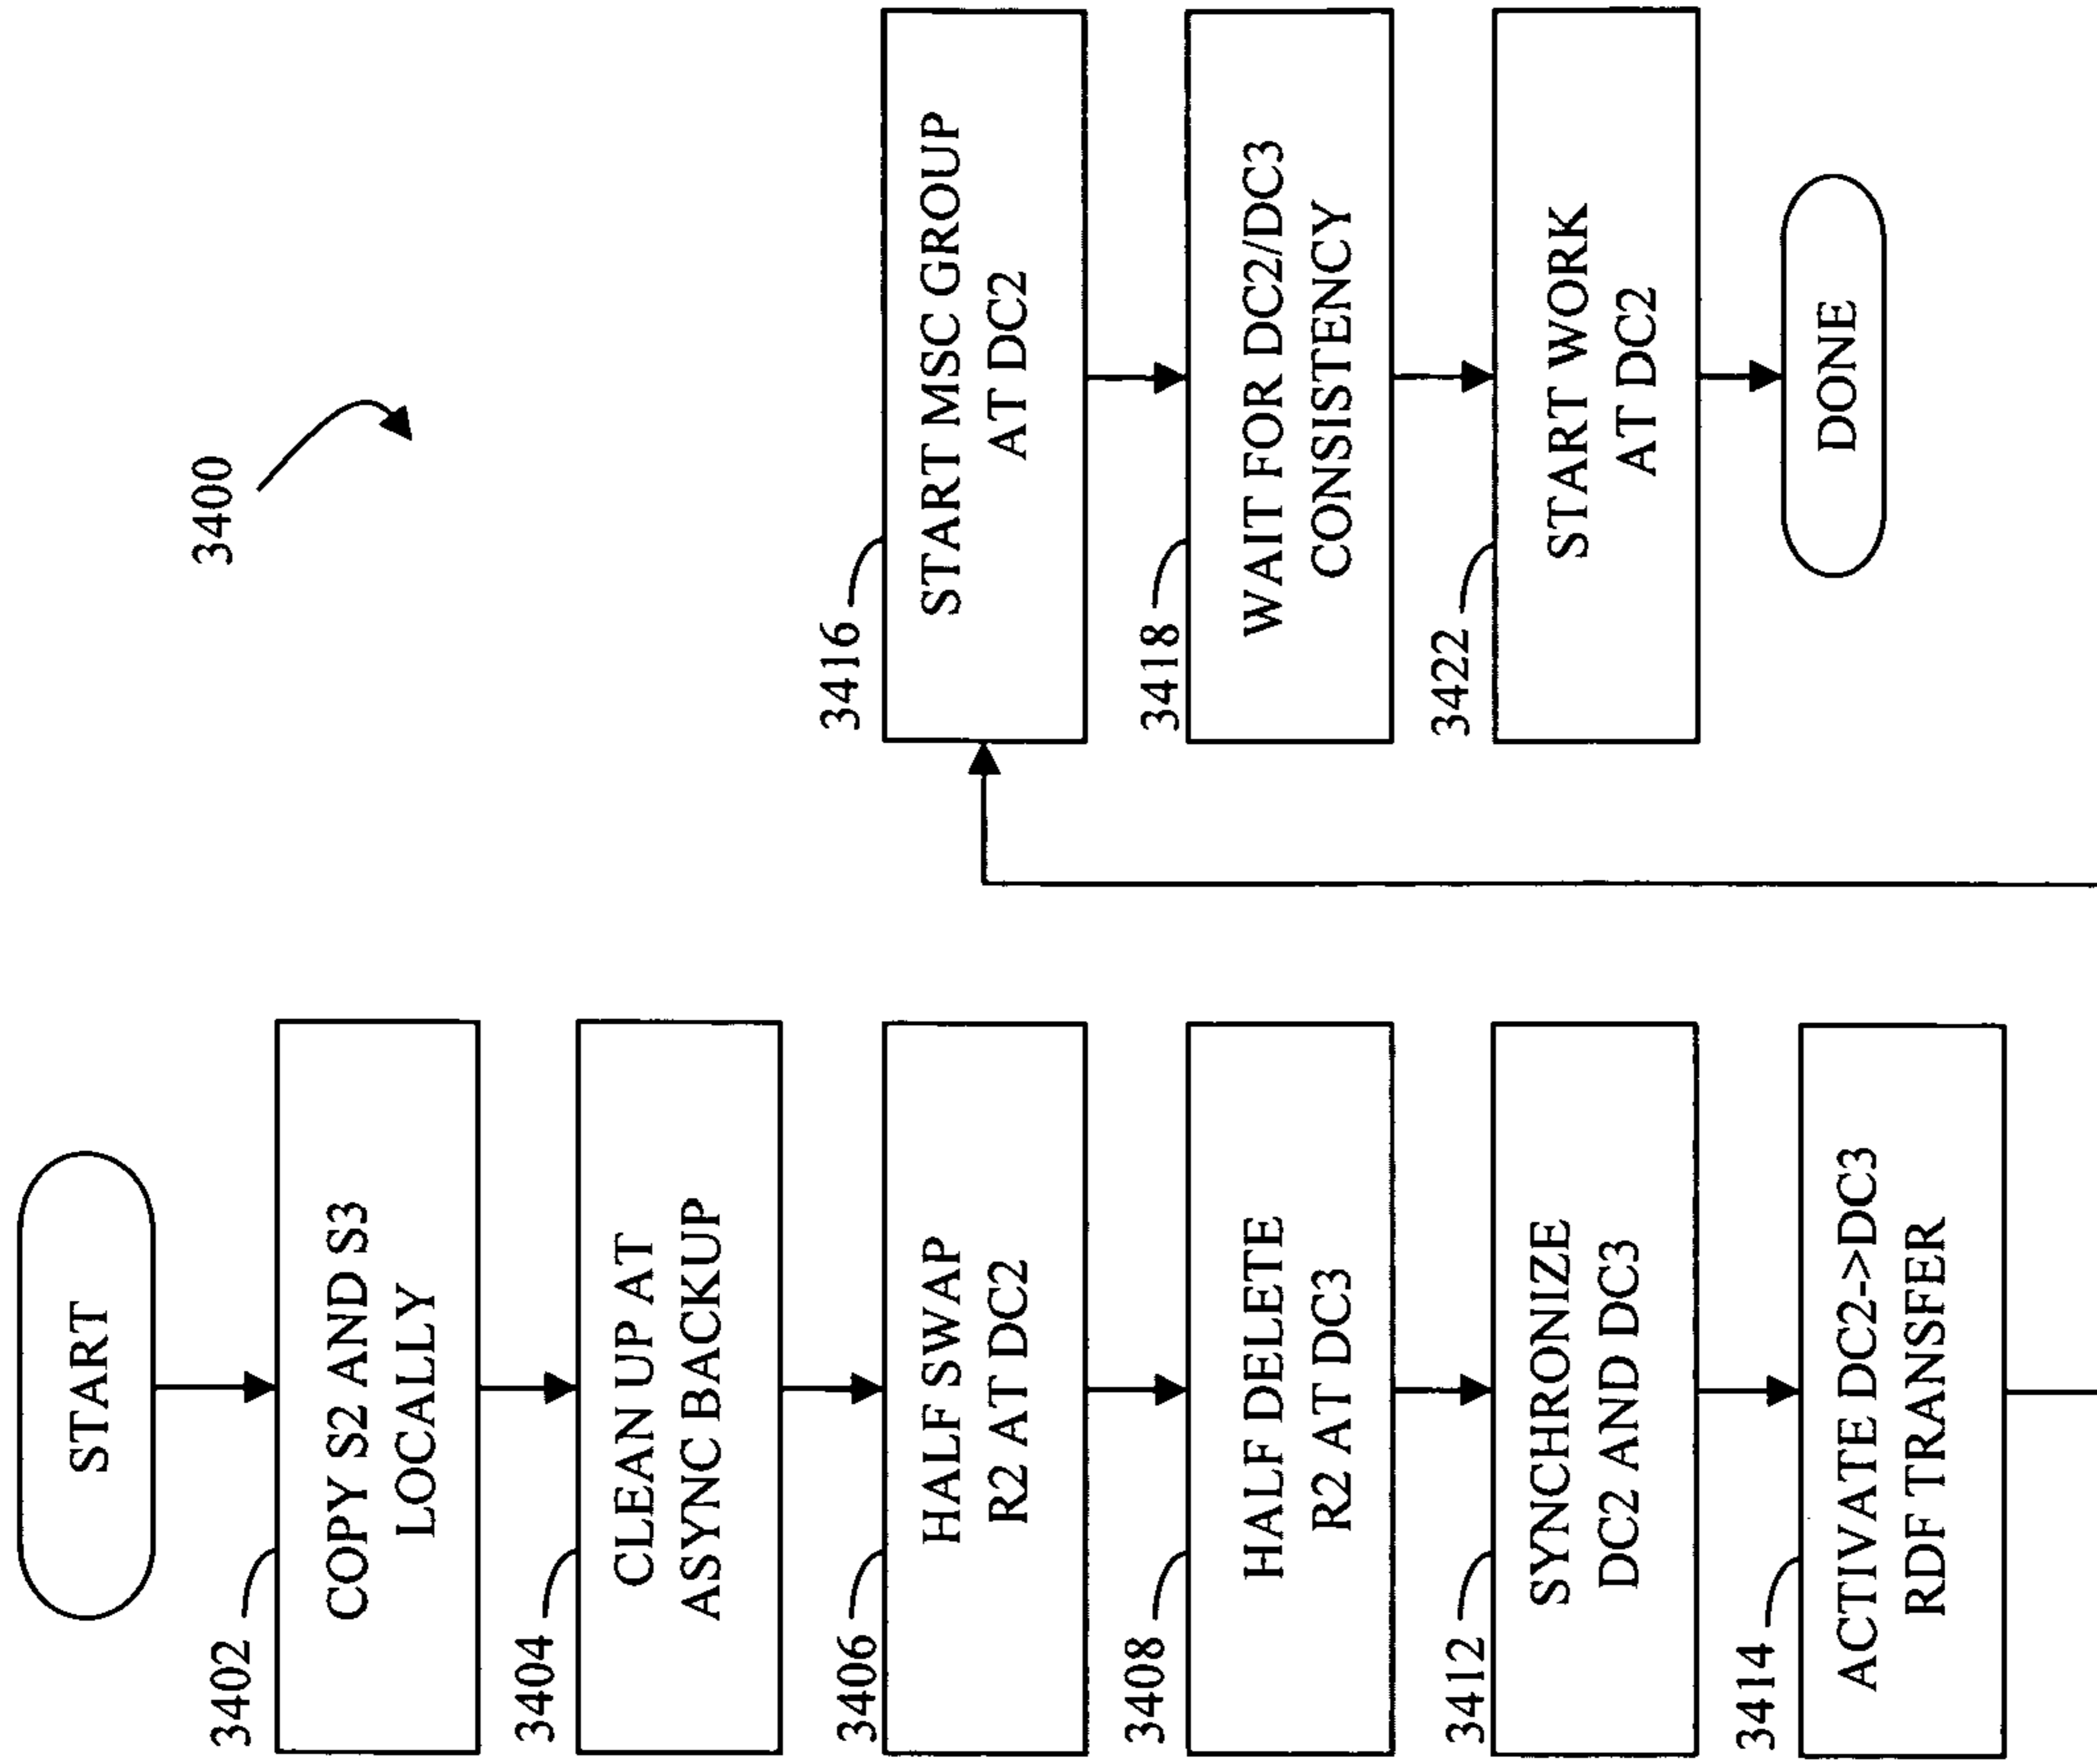 3400
START
3402
COPY S2 AND S3
LOCALLY
3404
CLEAN UP AT
ASYNC BACKUP
3406
HALF SWAP
R2 AT DC2
3408
HALF DELETE
R2 AT DC3
3412
SYNCHRONIZE
DC2 AND DC3
3414
ACTIVATE DC2->DC3
RDF TRANSFER
3416
START MSC GROUP
AT DC2
3418
WAIT FOR DC2/DC3
CONSISTENCY
3422
START WORK
AT DC2
DONE